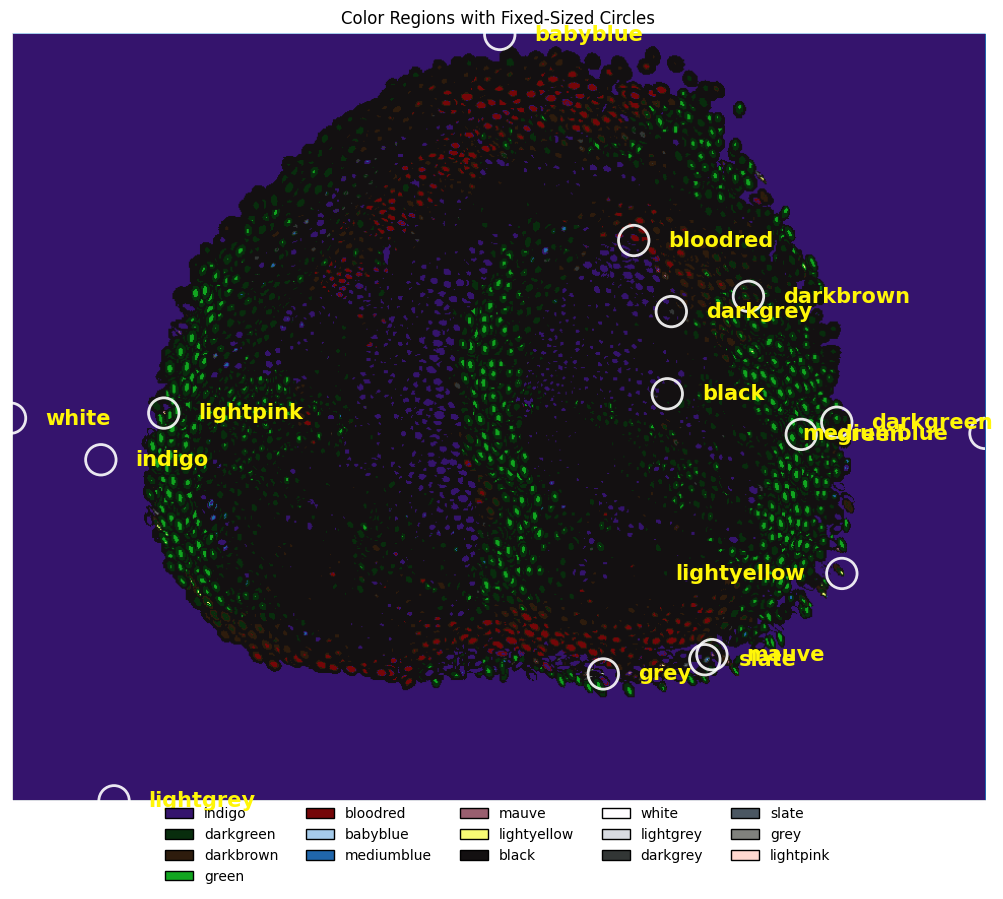 Color Regions with Fixed-Sized Circles
babyblue
bloodred
darkbrown
darkgrey
black
lightpink
white
darkgreen
mediumblue
green
indigo
lightyellow
mauve
slate
grey
lightgrey
indigo bloodred mauve white slate
darkgreen babyblue lightyellow lightgrey grey
darkbrown mediumblue black darkgrey lightpink
green